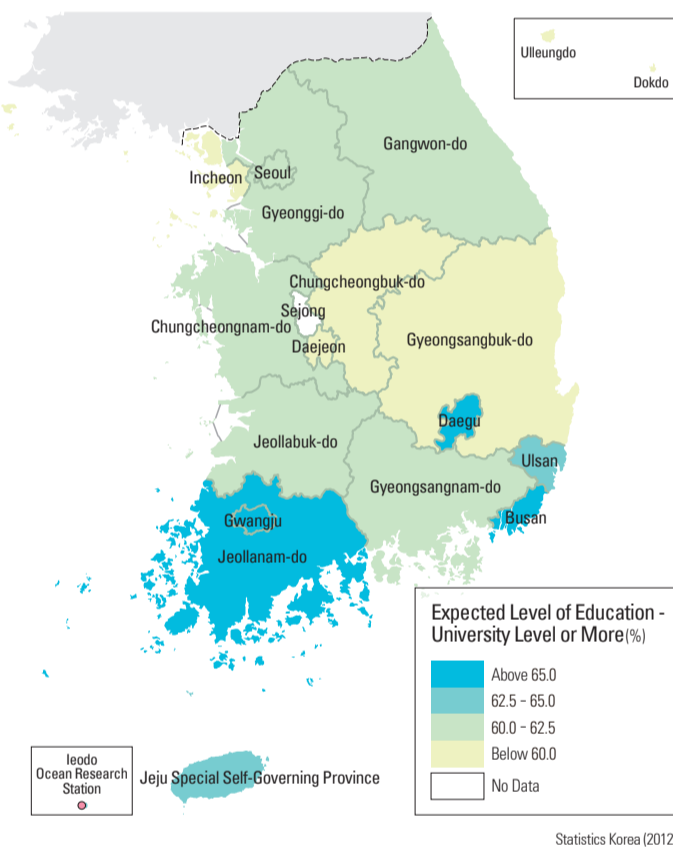 Ulleungdo
Dokdo
Gangwon-do
Incheon
Seoul
Gyeonggi-do
Chungcheongbuk-do
Sejong
Chungcheongnam-do
Daejeon
Gyeongsangbuk-do
Daegu
Jeollabuk-do
Ulsan
Gyeongsangnam-do
Gwangju
Busan
Jeollanam-do
Expected Level of Education -
University Level or More(%)
Above 65.0
62.5 - 65.0
60.0 - 62.5
Below 60.0
No Data
Ieodo
Ocean Research
Station
Jeju Special Self-Governing Province
Statistics Korea (2012